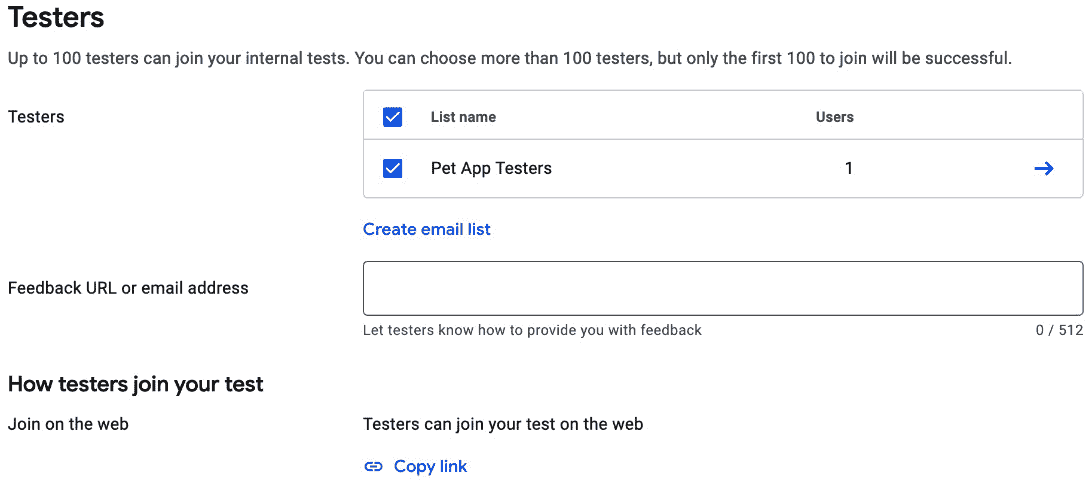 Testers
Up to 100 testers can join your internal tests. You can choose more than 100 testers, but only the first 100 to join will be successful.
Testers
List name Users
Pet App Testers 1
Create email list
Feedback URL or email address
Let testers know how to provide you with feedback 0 / 512
How testers join your test
Join on the web Testers can join your test on the web
Copy link